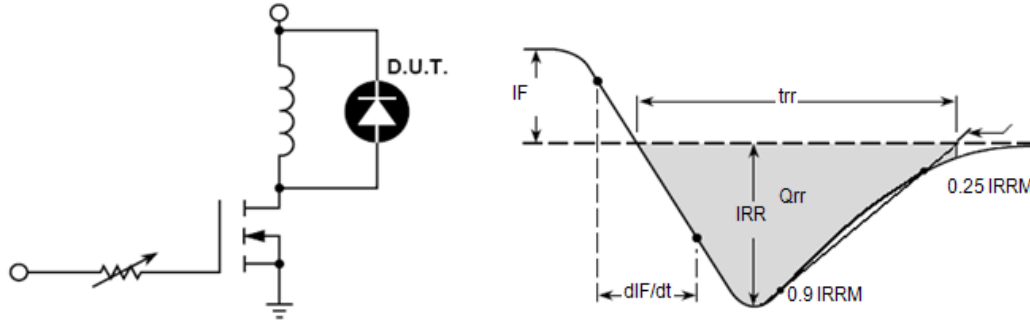 D.U.T.
IF
trr
Qrr
IRR
0.25 IRRM
dIF/dt
0.9 IRRM